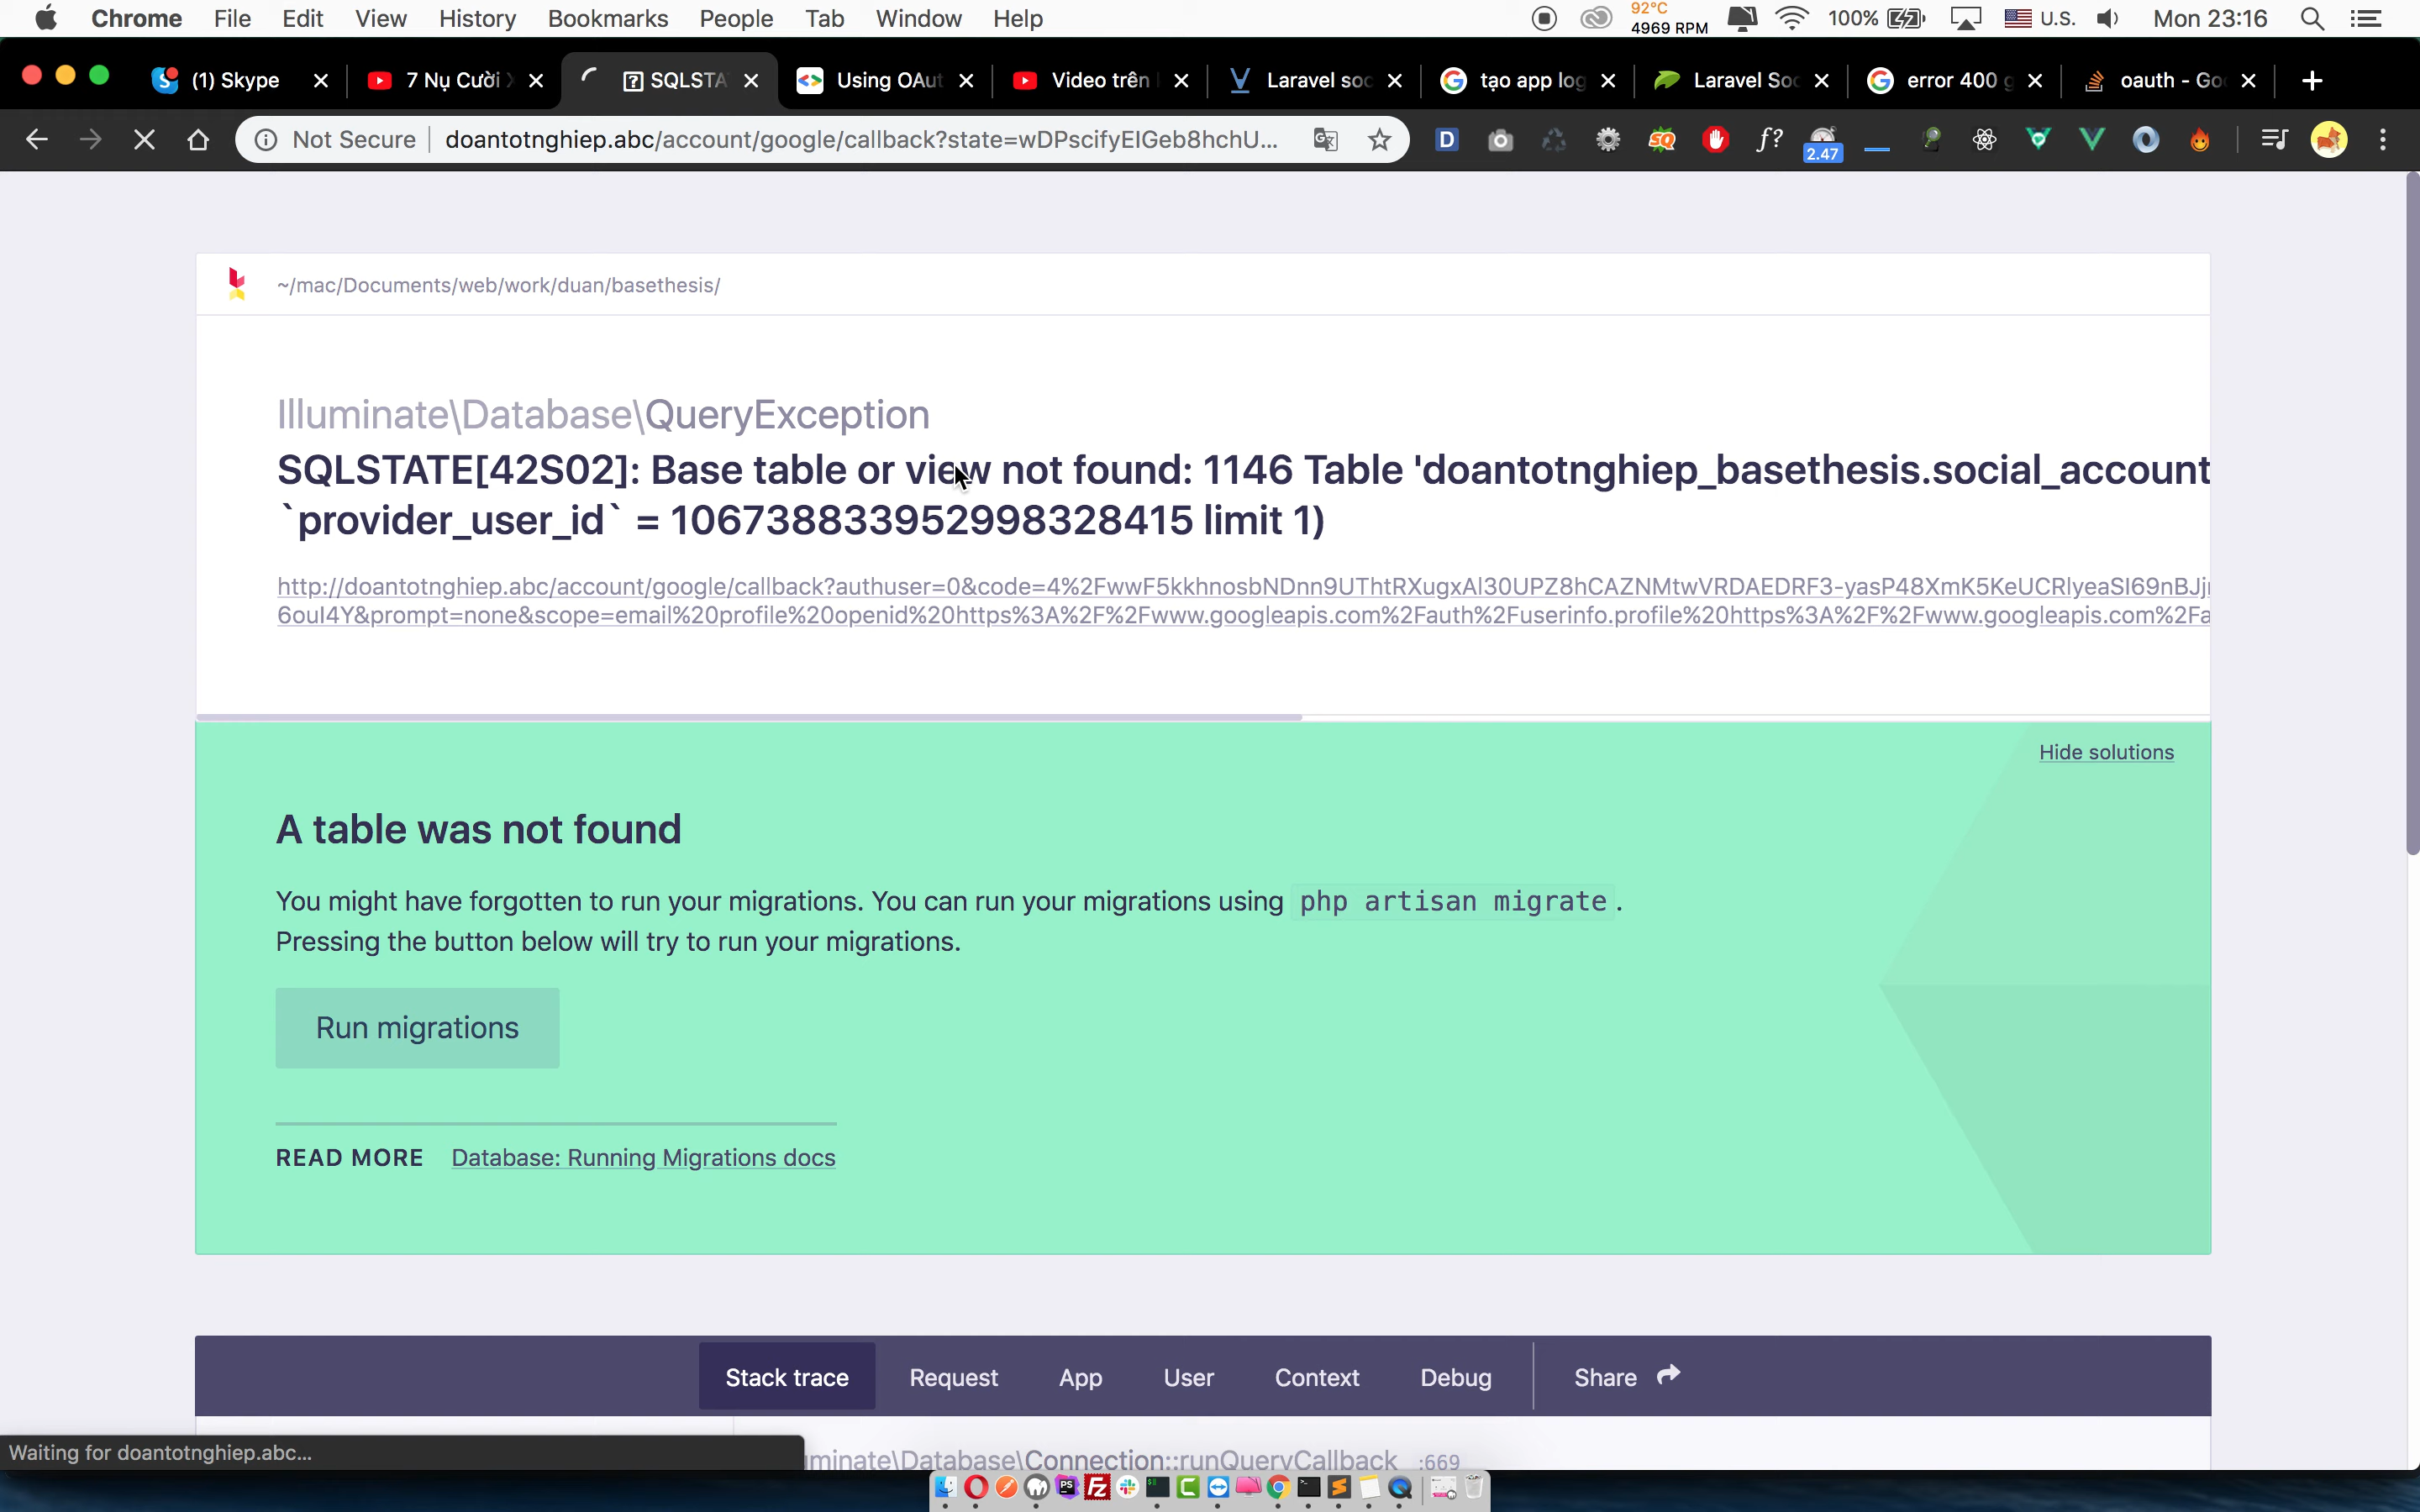 Chrome File Edit View History Bookmarks People Tab Window Help 92°C 4969 RPM 100% U.S. Mon 23:16
(1) Skype 7 Nụ Cười SQLSTA Using OAut Video trên Laravel soc tạo app log Laravel Soc error 400 g oauth - Go
Not Secure doantotnghiep.abc/account/google/callback?state=wDPscifyEIGeb8hchU... 2.47
~/mac/Documents/web/work/duan/basethesis/
Illuminate\Database\QueryException
SQLSTATE[42S02]: Base table or view not found: 1146 Table 'doantotnghiep_basethesis.social_account
`provider_user_id` = 106738833952998328415 limit 1)
http://doantotnghiep.abc/account/google/callback?authuser=0&code=4%2FwwF5kkhnosbNDnn9UThtRXugxAl30UPZ8hCAZNMtwVRDAEDRF3-yasP48XmK5KeUCRlyeaSI69nBJj
6ouI4Y&prompt=none&scope=email%20profile%20openid%20https%3A%2F%2Fwww.googleapis.com%2Fauth%2Fuserinfo.profile%20https%3A%2F%2Fwww.googleapis.com%2Fa
Hide solutions
A table was not found
You might have forgotten to run your migrations. You can run your migrations using php artisan migrate .
Pressing the button below will try to run your migrations.
Run migrations
READ MORE Database: Running Migrations docs
Stack trace Request App User Context Debug Share
Waiting for doantotnghiep.abc...
minate\Database\Connection::runQueryCallback :669